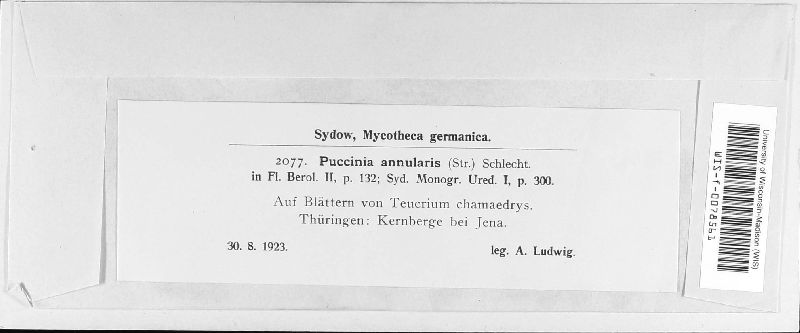 Sydow, Mycotheca germanica.
2077. Puccinia annularis (Str.) Schlecht.
in Fl. Berol. II, p. 132; Syd. Monogr. Ured. I, p. 300.
Auf Blättern von Teucrium chamaedrys.
Thüringen: Kernberge bei Jena.
30. 8. 1923. leg. A. Ludwig.
University of Wisconsin-Madison (WIS)
WIS-f-0078561